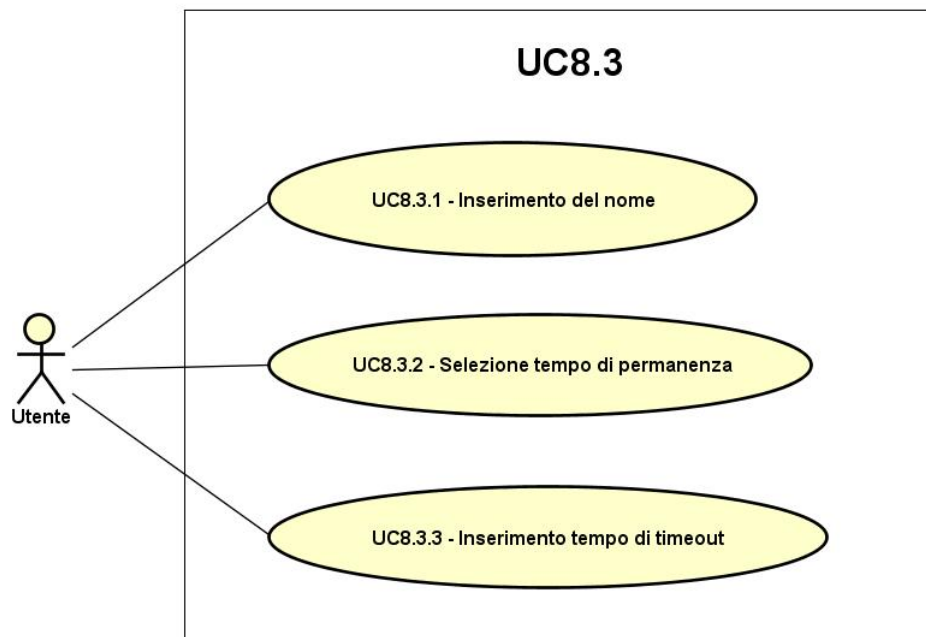 UC8.3
UC8.3.1 - Inserimento del nome
UC8.3.2 - Selezione tempo di permanenza
Utente
UC8.3.3 - Inserimento tempo di timeout